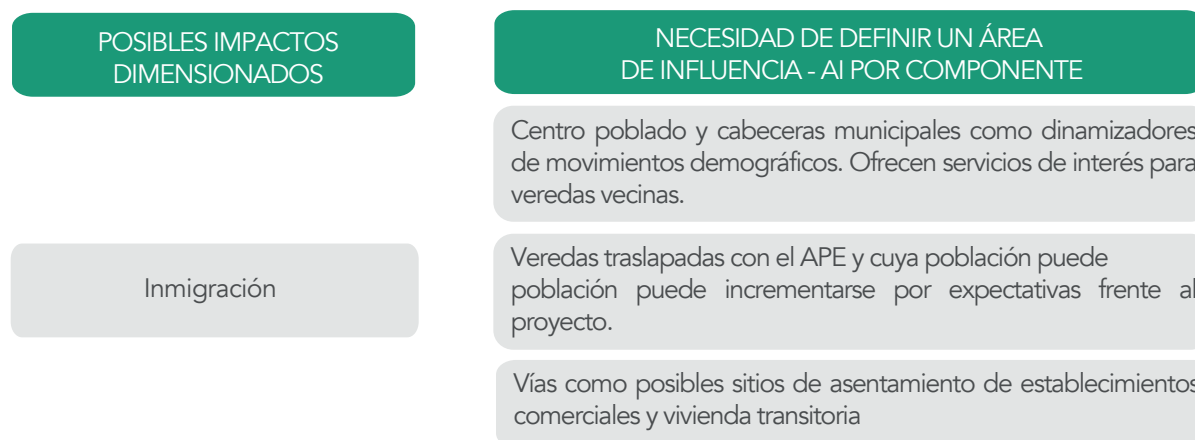 POSIBLES IMPACTOS
DIMENSIONADOS
NECESIDAD DE DEFINIR UN ÁREA
DE INFLUENCIA - AI POR COMPONENTE
Centro poblado y cabeceras municipales como dinamizadores
de movimientos demográficos. Ofrecen servicios de interés para
veredas vecinas.
Inmigración
Veredas traslapadas con el APE y cuya población puede
población puede incrementarse por expectativas frente al
proyecto.
Vías como posibles sitios de asentamiento de establecimientos
comerciales y vivienda transitoria